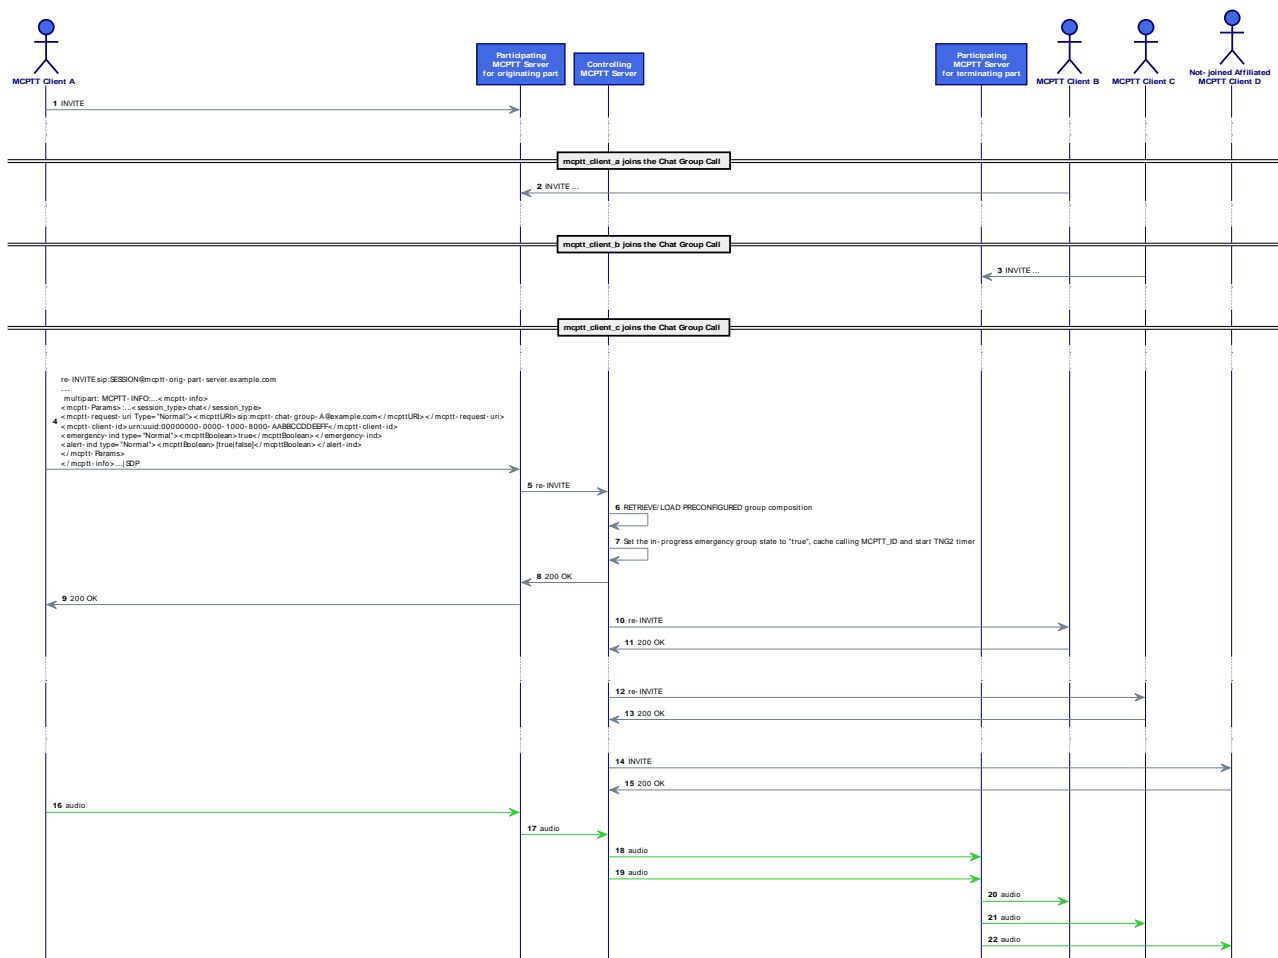 MCPTT Client A
Participating
MCPTT Server
for originating part
Controlling
MCPTT Server
Participating
MCPTT Server
for terminating part
MCPTT Client B
MCPTT Client C
Not-joined Affiliated
MCPTT Client D
1 INVITE
mcptt_client_a joins the Chat Group Call
2 INVITE ...
mcptt_client_b joins the Chat Group Call
3 INVITE ...
mcptt_client_c joins the Chat Group Call
re-INVITE sip:SESSION@mcptt-orig-part-server.example.com
...
multipart: MCPTT-INFO:...<mcptt-info>
<mcptt-Params>:...<session_type>chat</session_type>
<mcptt-request-uri Type="Normal"><mcpttURI>sip:mcptt-chat-group-A@example.com</mcpttURI></mcptt-request-uri>
4 <mcptt-client-id>urn:uuid:00000000-0000-1000-8000-AABBCCDDEEFF</mcptt-client-id>
<emergency-ind type="Normal"><mcpttBoolean>true</mcpttBoolean></emergency-ind>
<alert-ind type="Normal"><mcpttBoolean>[true|false]</mcpttBoolean></alert-ind>
</mcptt-Params>
</mcptt-info>...|SDP
5 re-INVITE
6 RETRIEVE/LOAD PRECONFIGURED group composition
7 Set the in-progress emergency group state to "true", cache calling MCPTT_ID and start TNG2 timer
8 200 OK
9 200 OK
10 re-INVITE
11 200 OK
12 re-INVITE
13 200 OK
14 INVITE
15 200 OK
16 audio
17 audio
18 audio
19 audio
20 audio
21 audio
22 audio